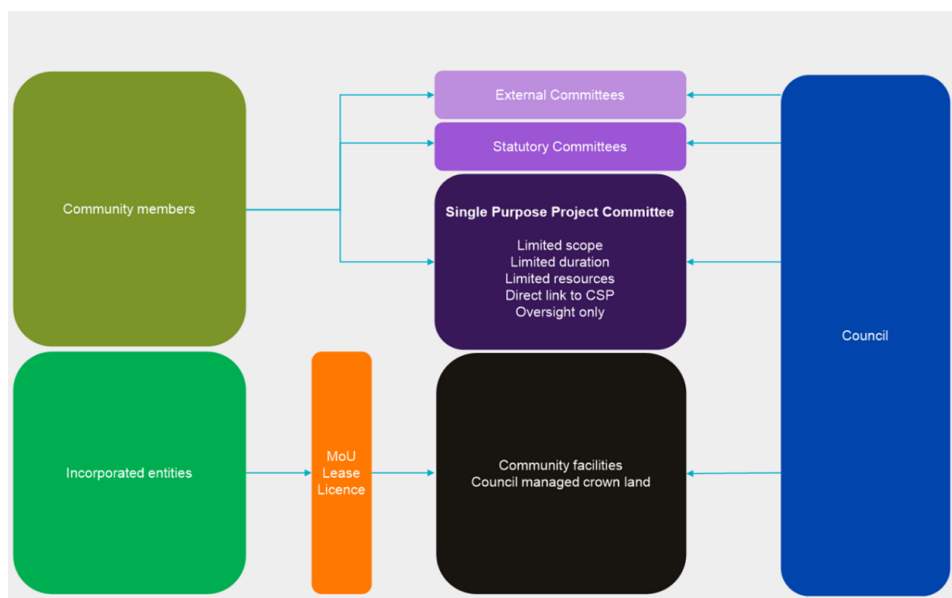 External Committees
Statutory Committees
Community members
Single Purpose Project Committee
Limited scope
Limited duration
Limited resources
Direct link to CSP
Oversight only
Council
Incorporated entities
MoU
Lease
Licence
Community facilities
Council managed crown land